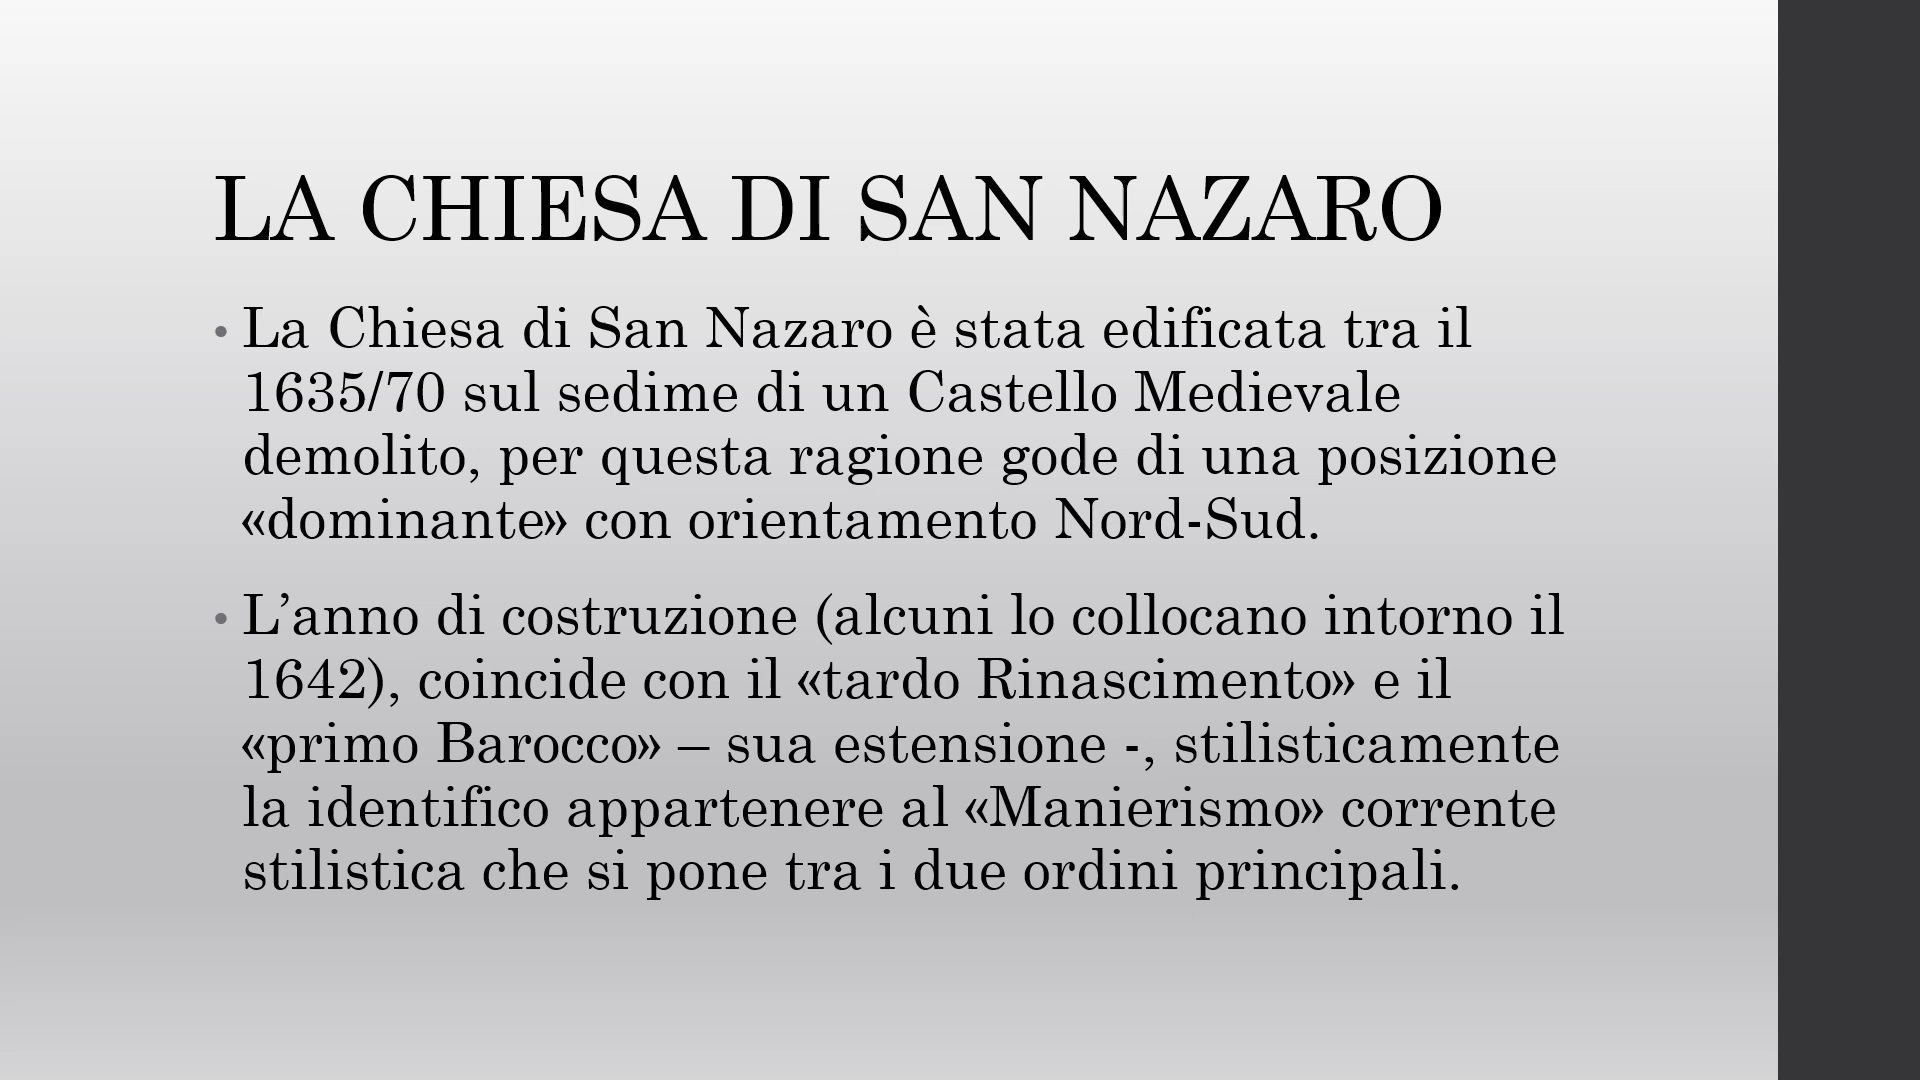 LA CHIESA DI SAN NAZARO
• La Chiesa di San Nazaro è stata edificata tra il
1635/70 sul sedime di un Castello Medievale
demolito, per questa ragione gode di una posizione
«dominante» con orientamento Nord-Sud.
• L’anno di costruzione (alcuni lo collocano intorno il
1642), coincide con il «tardo Rinascimento» e il
«primo Barocco» – sua estensione -, stilisticamente
la identifico appartenere al «Manierismo» corrente
stilistica che si pone tra i due ordini principali.